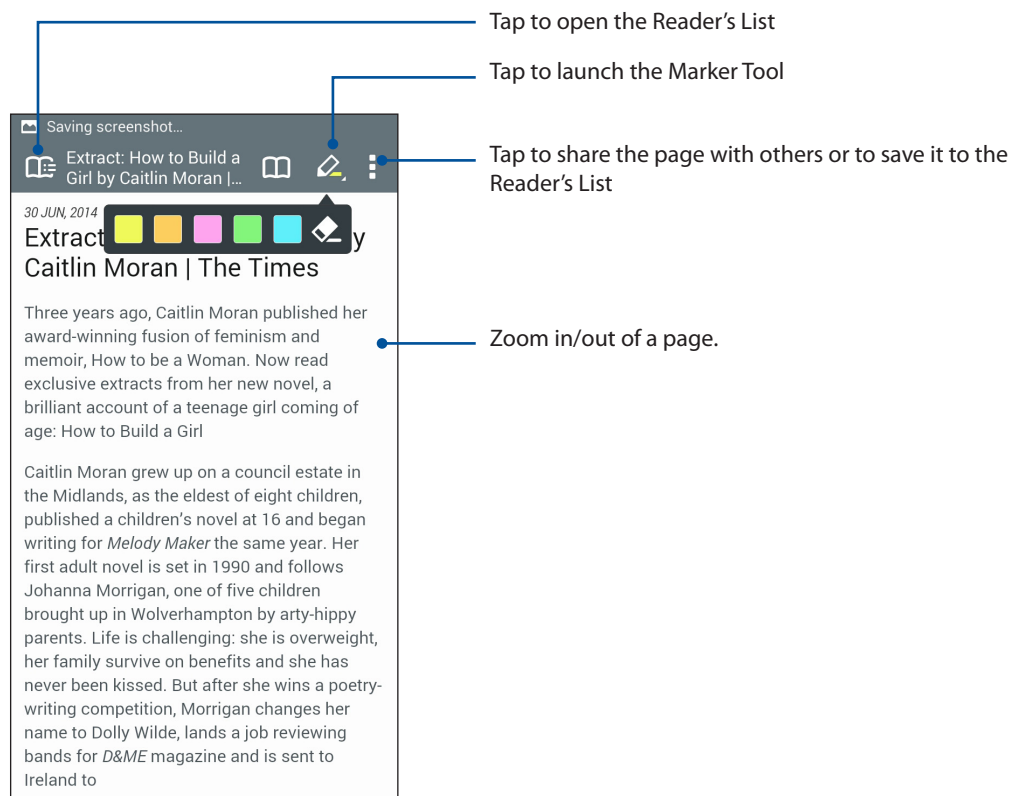 Tap to open the Reader’s List
Tap to launch the Marker Tool
Tap to share the page with others or to save it to the
Reader’s List
Zoom in/out of a page.
Saving screenshot…
Extract: How to Build a
Girl by Caitlin Moran |…
30 JUN, 2014
Extract y
Caitlin Moran | The Times
Three years ago, Caitlin Moran published her
award-winning fusion of feminism and
memoir, How to be a Woman. Now read
exclusive extracts from her new novel, a
brilliant account of a teenage girl coming of
age: How to Build a Girl
Caitlin Moran grew up on a council estate in
the Midlands, as the eldest of eight children,
published a children’s novel at 16 and began
writing for Melody Maker the same year. Her
first adult novel is set in 1990 and follows
Johanna Morrigan, one of five children
brought up in Wolverhampton by arty-hippy
parents. Life is challenging: she is overweight,
her family survive on benefits and she has
never been kissed. But after she wins a poetry-
writing competition, Morrigan changes her
name to Dolly Wilde, lands a job reviewing
bands for D&ME magazine and is sent to
Ireland to